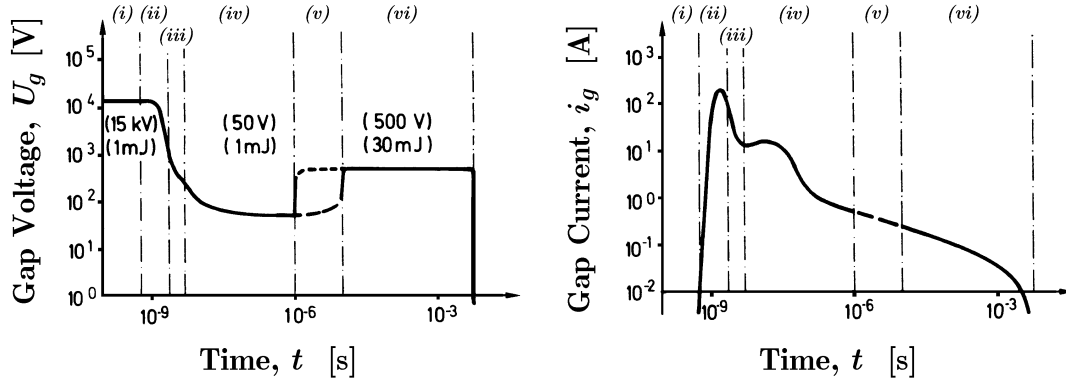 (i) (ii) (iii) (iv) (v) (vi)
Gap Voltage, U_g [V]
10^5
10^4
10^3
10^2
10^1
10^0
(15 kV)
(1mJ)
(50V)
(1mJ)
(500 V)
(30mJ)
10^-9 10^-6 10^-3
Time, t [s]
(i) (ii) (iii) (iv) (v) (vi)
Gap Current, i_g [A]
10^3
10^2
10^1
10^0
10^-1
10^-2
10^-9 10^-6 10^-3
Time, t [s]